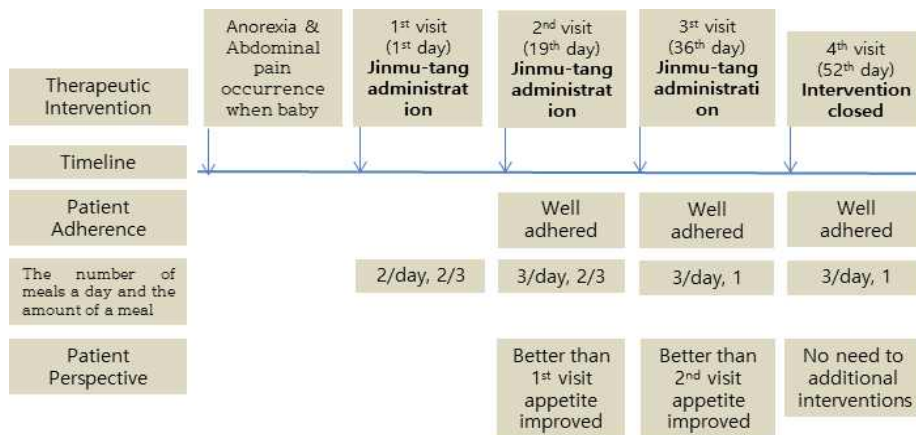 Therapeutic
Intervention
Anorexia &
Abdominal
pain
occurrence
when baby
1st visit
(1st day)
Jinmu-tang
administrat
ion
2nd visit
(19th day)
Jinmu-tang
administrat
ion
3st visit
(36th day)
Jinmu-tang
administrati
on
4th visit
(52th day)
Intervention
closed
Timeline
Patient
Adherence
Well
adhered
Well
adhered
Well
adhered
The number of
meals a day and the
amount of a meal
2/day, 2/3
3/day, 2/3
3/day, 1
3/day, 1
Patient
Perspective
Better than
1st visit
appetite
improved
Better than
2nd visit
appetite
improved
No need to
additional
interventions